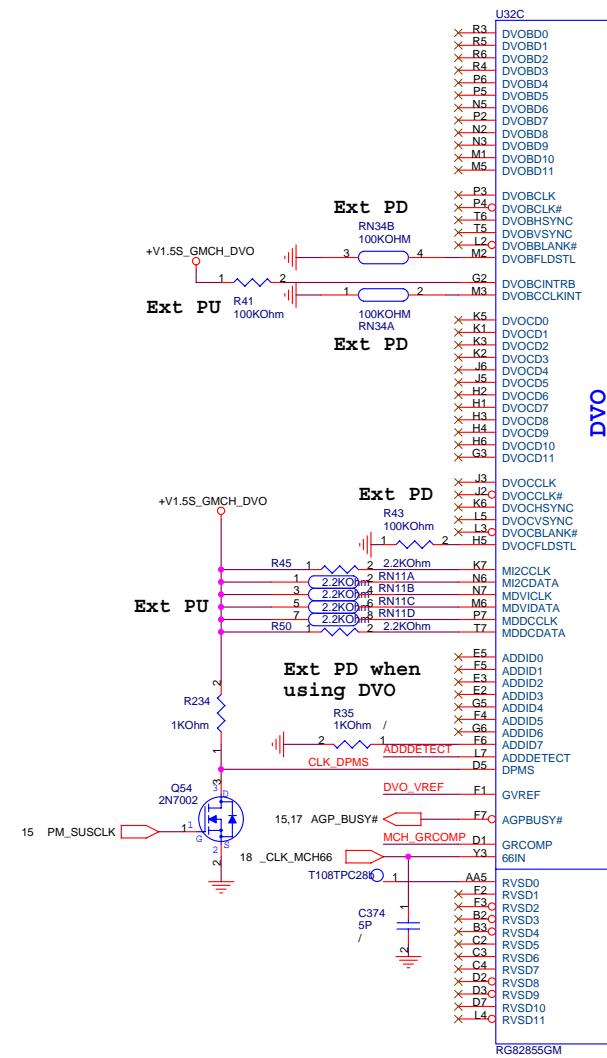 U32C
R3 DVOBD0
R5 DVOBD1
R6 DVOBD2
R4 DVOBD3
P6 DVOBD4
P5 DVOBD5
N5 DVOBD6
P2 DVOBD7
N2 DVOBD8
N3 DVOBD9
M1 DVOBD10
M5 DVOBD11
P3 DVOBCLK
Ext PD
P4 DVOBCLK#
RN34B
T6 DVOBHSYNC
100KOHM
T5 DVOBVSYNC
+V1.5S_GMCH_DVO
L2 DVOBBLANK#
3 4 M2 DVOBFLDSTL
1 2 G2 DVOBCINTRB
1 2 M3 DVOBCCLKINT
R41
Ext PU
100KOhm
100KOHM
RN34A
Ext PD
K5 DVOCD0
K1 DVOCD1
K3 DVOCD2
K2 DVOCD3
J6 DVOCD4
J5 DVOCD5
H2 DVOCD6
H1 DVOCD7
H3 DVOCD8
H4 DVOCD9
H6 DVOCD10
G3 DVOCD11
DVO
J3 DVOCCLK
J2 DVOCCLK#
K6 DVOCHSYNC
L5 DVOCVSYNC
L3 DVOCBLANK#
H5 DVOCFLDSTL
+V1.5S_GMCH_DVO
Ext PD
R43
100KOhm
1 2
R45 1 2 2.2KOhm K7 MI2CCLK
1 2.2KOhm 2 RN11A N6 MI2CDATA
3 2.2KOhm 4 RN11B N7 MDVICLK
5 2.2KOhm 6 RN11C M6 MDVIDATA
7 2.2KOhm 8 RN11D P7 MDDCCLK
R50 1 2 2.2KOhm T7 MDDCDATA
Ext PU
Ext PD when
using DVO
E5 ADDID0
F5 ADDID1
E3 ADDID2
E2 ADDID3
G5 ADDID4
F4 ADDID5
G6 ADDID6
F6 ADDID7
L7 ADDDETECT
D5 DPMS
2
R234
1KOhm
1
R35
1KOhm /
2 1
ADDDETECT
CLK_DPMS
DVO_VREF F1 GVREF
Q54
2N7002
3 D
1 G
S 2
2
15 PM_SUSCLK
15,17 AGP_BUSY# F7 AGPBUSY#
MCH_GRCOMP D1 GRCOMP
18 _CLK_MCH66 Y3 66IN
T108TPC28b 1 AA5 RVSD0
F2 RVSD1
F3 RVSD2
B2 RVSD3
B3 RVSD4
C2 RVSD5
C3 RVSD6
C4 RVSD7
D2 RVSD8
D3 RVSD9
D7 RVSD10
L4 RVSD11
1
C374
5P
/
2
RG82855GM